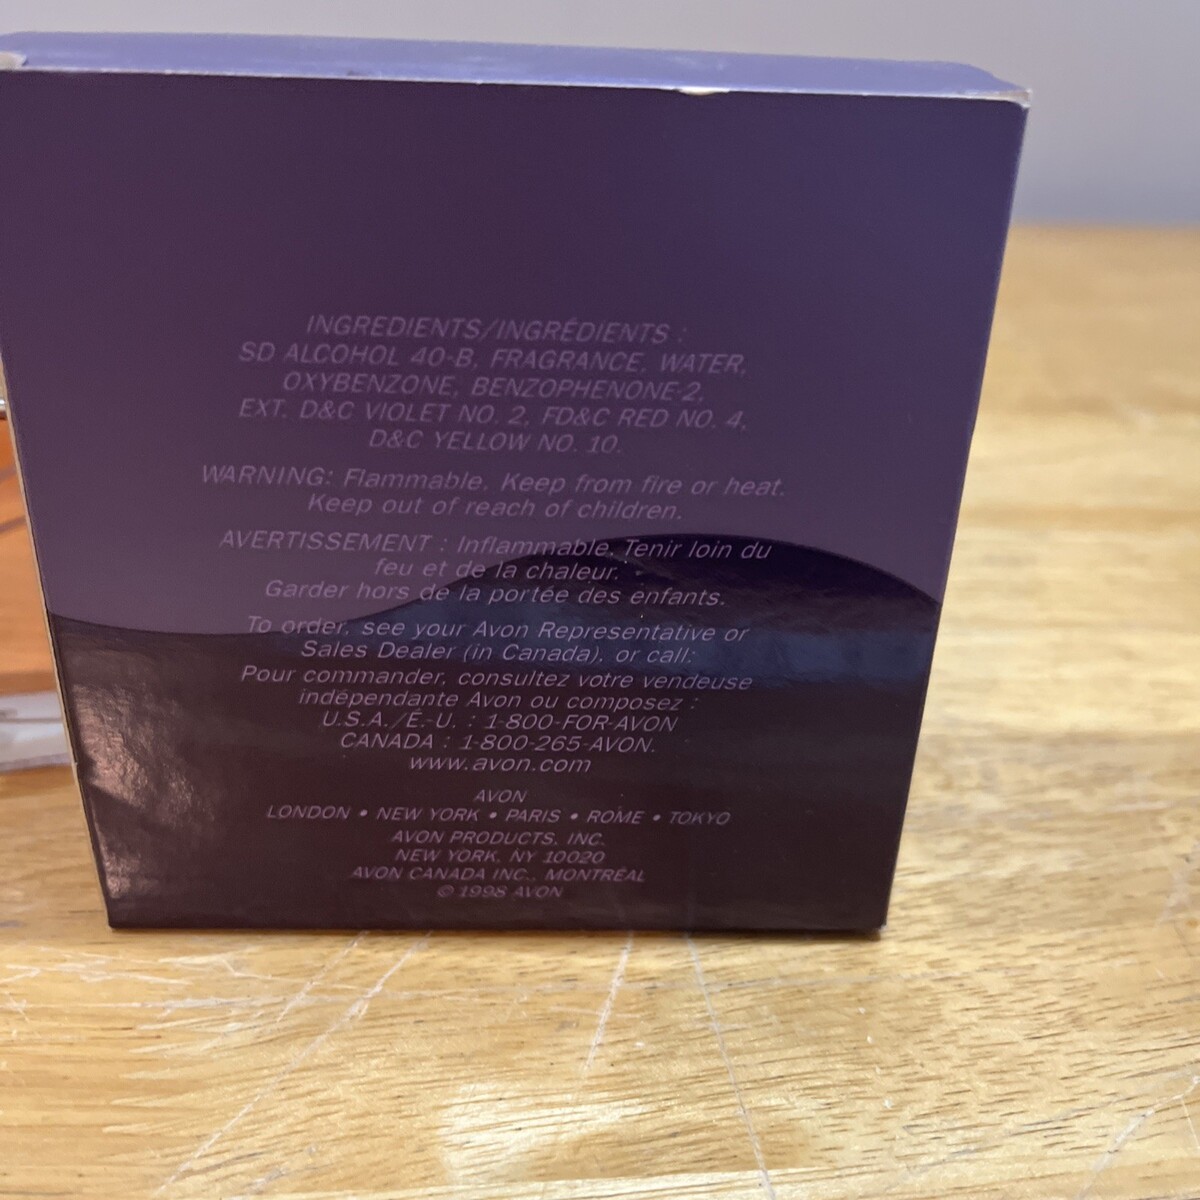 INGREDIENTS/INGRÉDIENTS :
SD ALCOHOL 40-B, FRAGRANCE, WATER,
OXYBENZONE, BENZOPHENONE-2,
EXT. D&C VIOLET NO. 2, FD&C RED NO. 4,
D&C YELLOW NO. 10.
WARNING: Flammable. Keep from fire or heat.
Keep out of reach of children.
AVERTISSEMENT : Inflammable. Tenir loin du
feu et de la chaleur.
Garder hors de la portée des enfants.
To order, see your Avon Representative or
Sales Dealer (in Canada), or call:
Pour commander, consultez votre vendeuse
indépendante Avon ou composez :
U.S.A./É.-U. : 1-800-FOR-AVON
CANADA : 1-800-265-AVON.
www.avon.com
AVON
LONDON • NEW YORK • PARIS • ROME • TOKYO
AVON PRODUCTS, INC.
NEW YORK, NY 10020
AVON CANADA INC., MONTRÉAL
© 1998 AVON